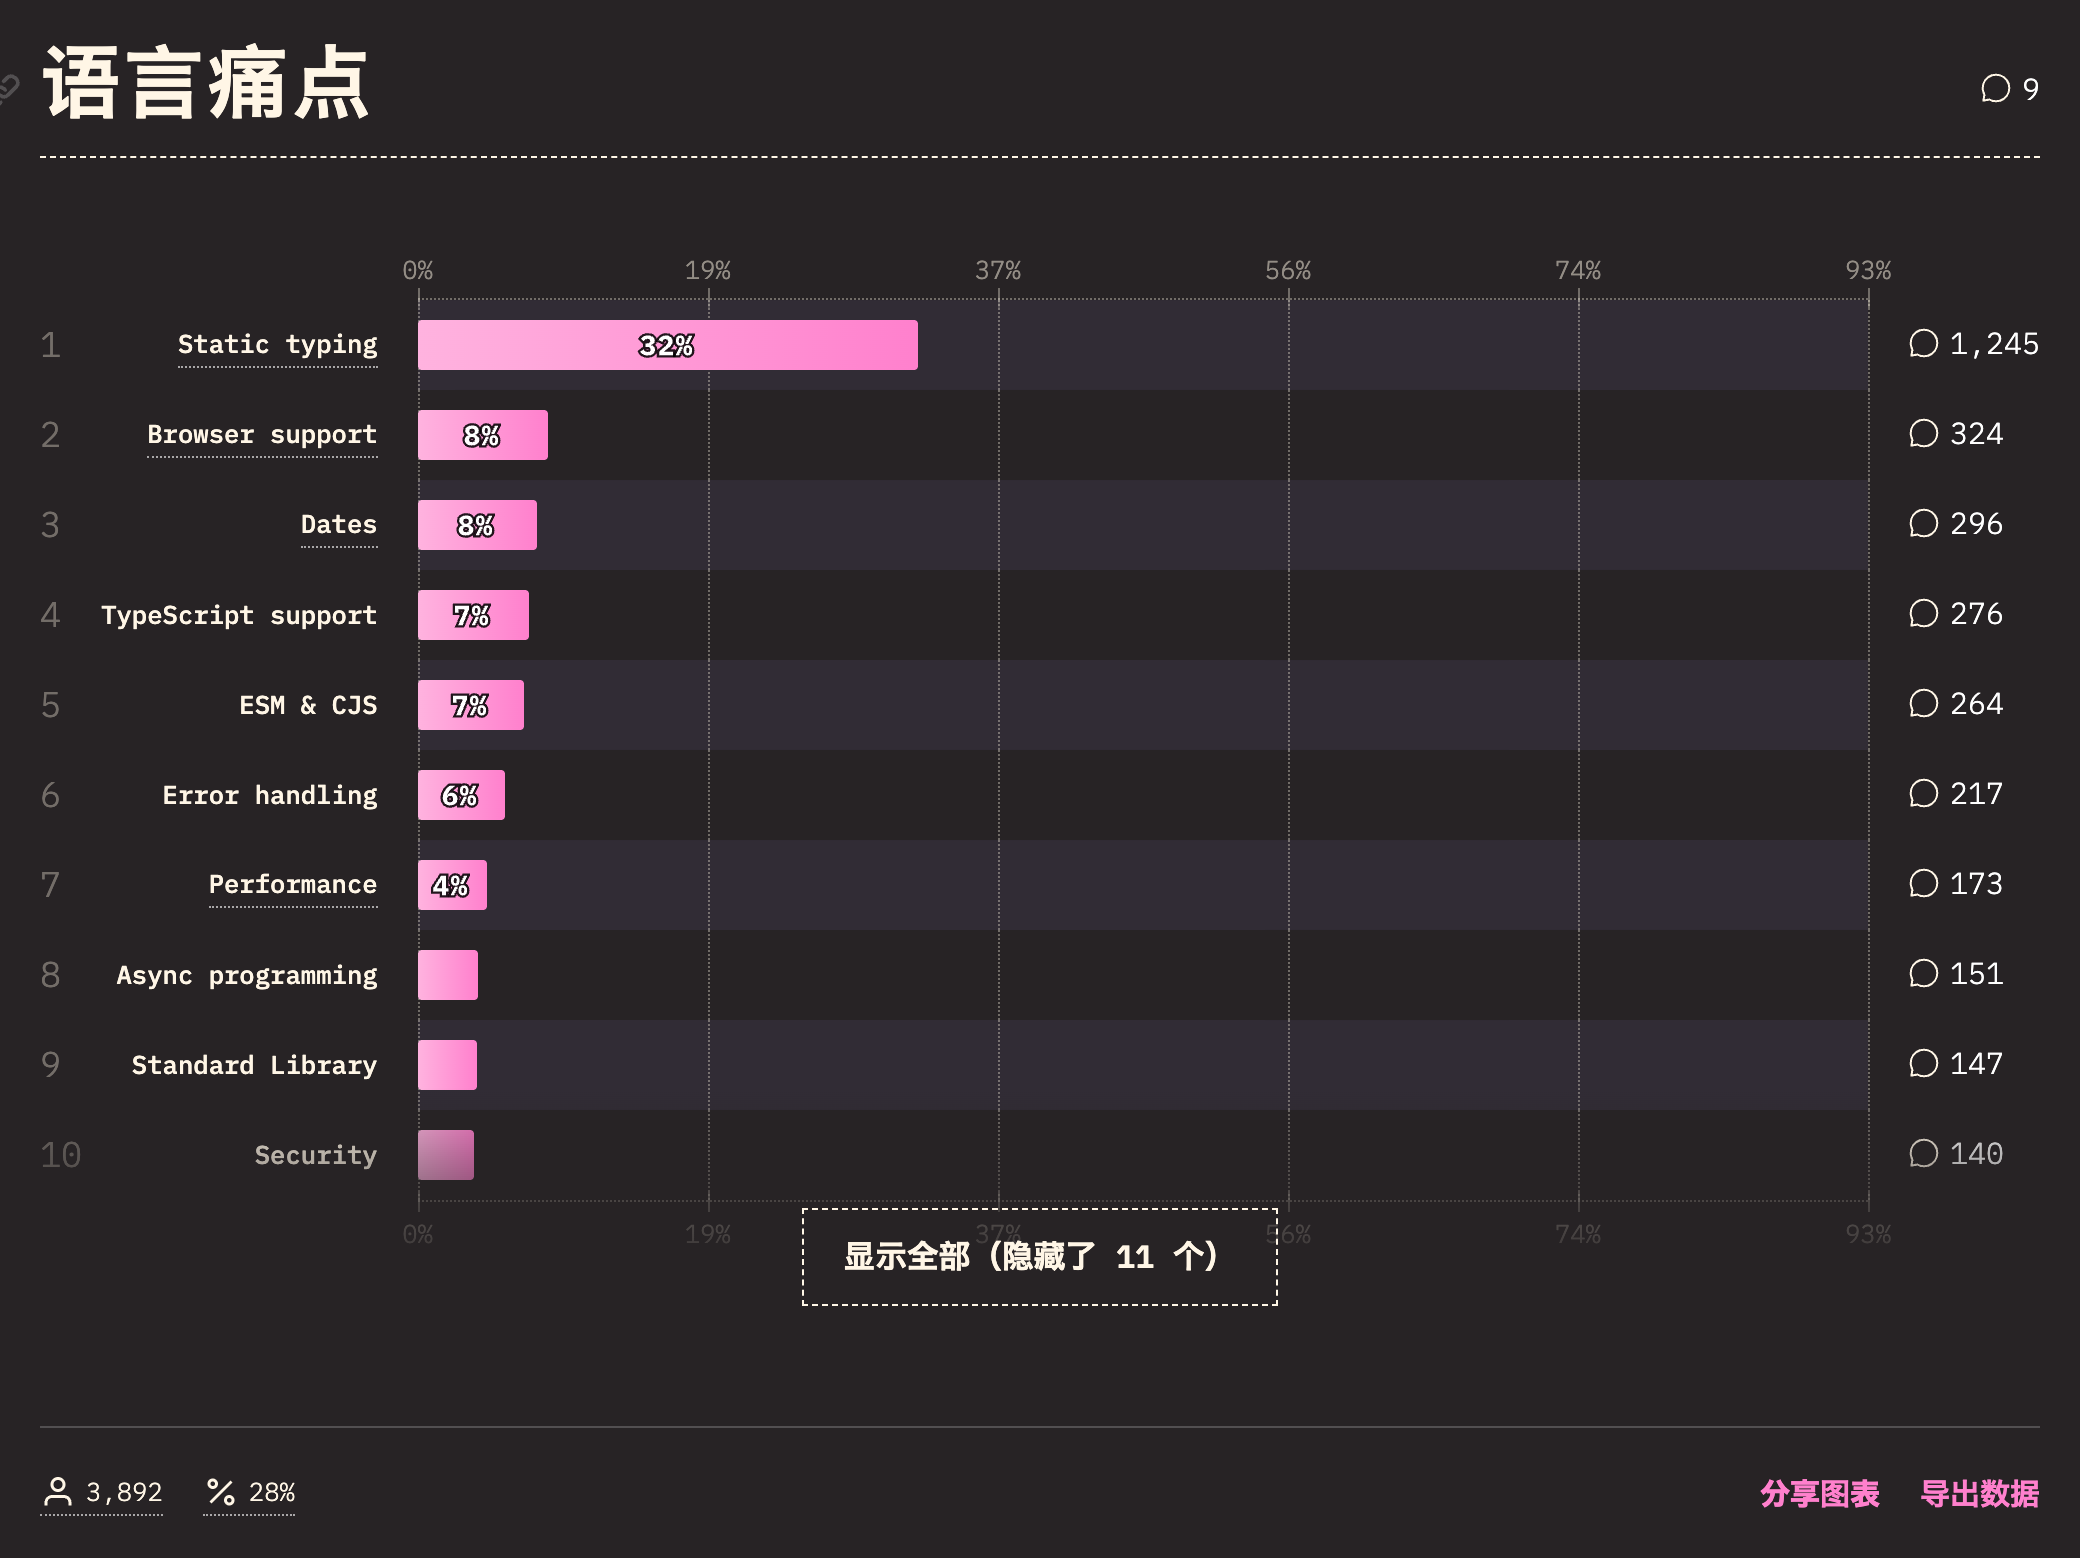 语言痛点
9
0% 19% 37% 56% 74% 93%
1 Static typing 32% 1,245
2 Browser support 8% 324
3 Dates 8% 296
4 TypeScript support 7% 276
5 ESM & CJS 7% 264
6 Error handling 6% 217
7 Performance 4% 173
8 Async programming 151
9 Standard Library 147
10 Security 140
0% 19% 37% 56% 74% 93%
显示全部（隐藏了 11 个）
3,892 28% 分享图表 导出数据